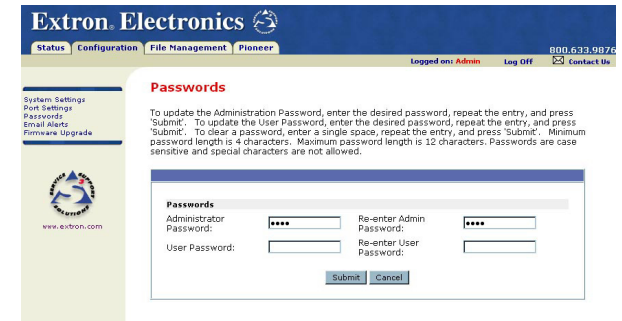 Extron® Electronics
Status Configuration File Management Pioneer
800.633.9876
Logged on: Admin Log Off Contact Us
System Settings
Port Settings
Passwords
Email Alerts
Firmware Upgrade
SERVICE SUPPORT SOLUTIONS
S3
www.extron.com
Passwords
To update the Administration Password, enter the desired password, repeat the entry, and press
'Submit'. To update the User Password, enter the desired password, repeat the entry, and press
'Submit'. To clear a password, enter a single space, repeat the entry, and press 'Submit'. Minimum
password length is 4 characters. Maximum password length is 12 characters. Passwords are case
sensitive and special characters are not allowed.
Passwords
Administrator Password: •••• Re-enter Admin Password: ••••
User Password: Re-enter User Password:
Submit Cancel